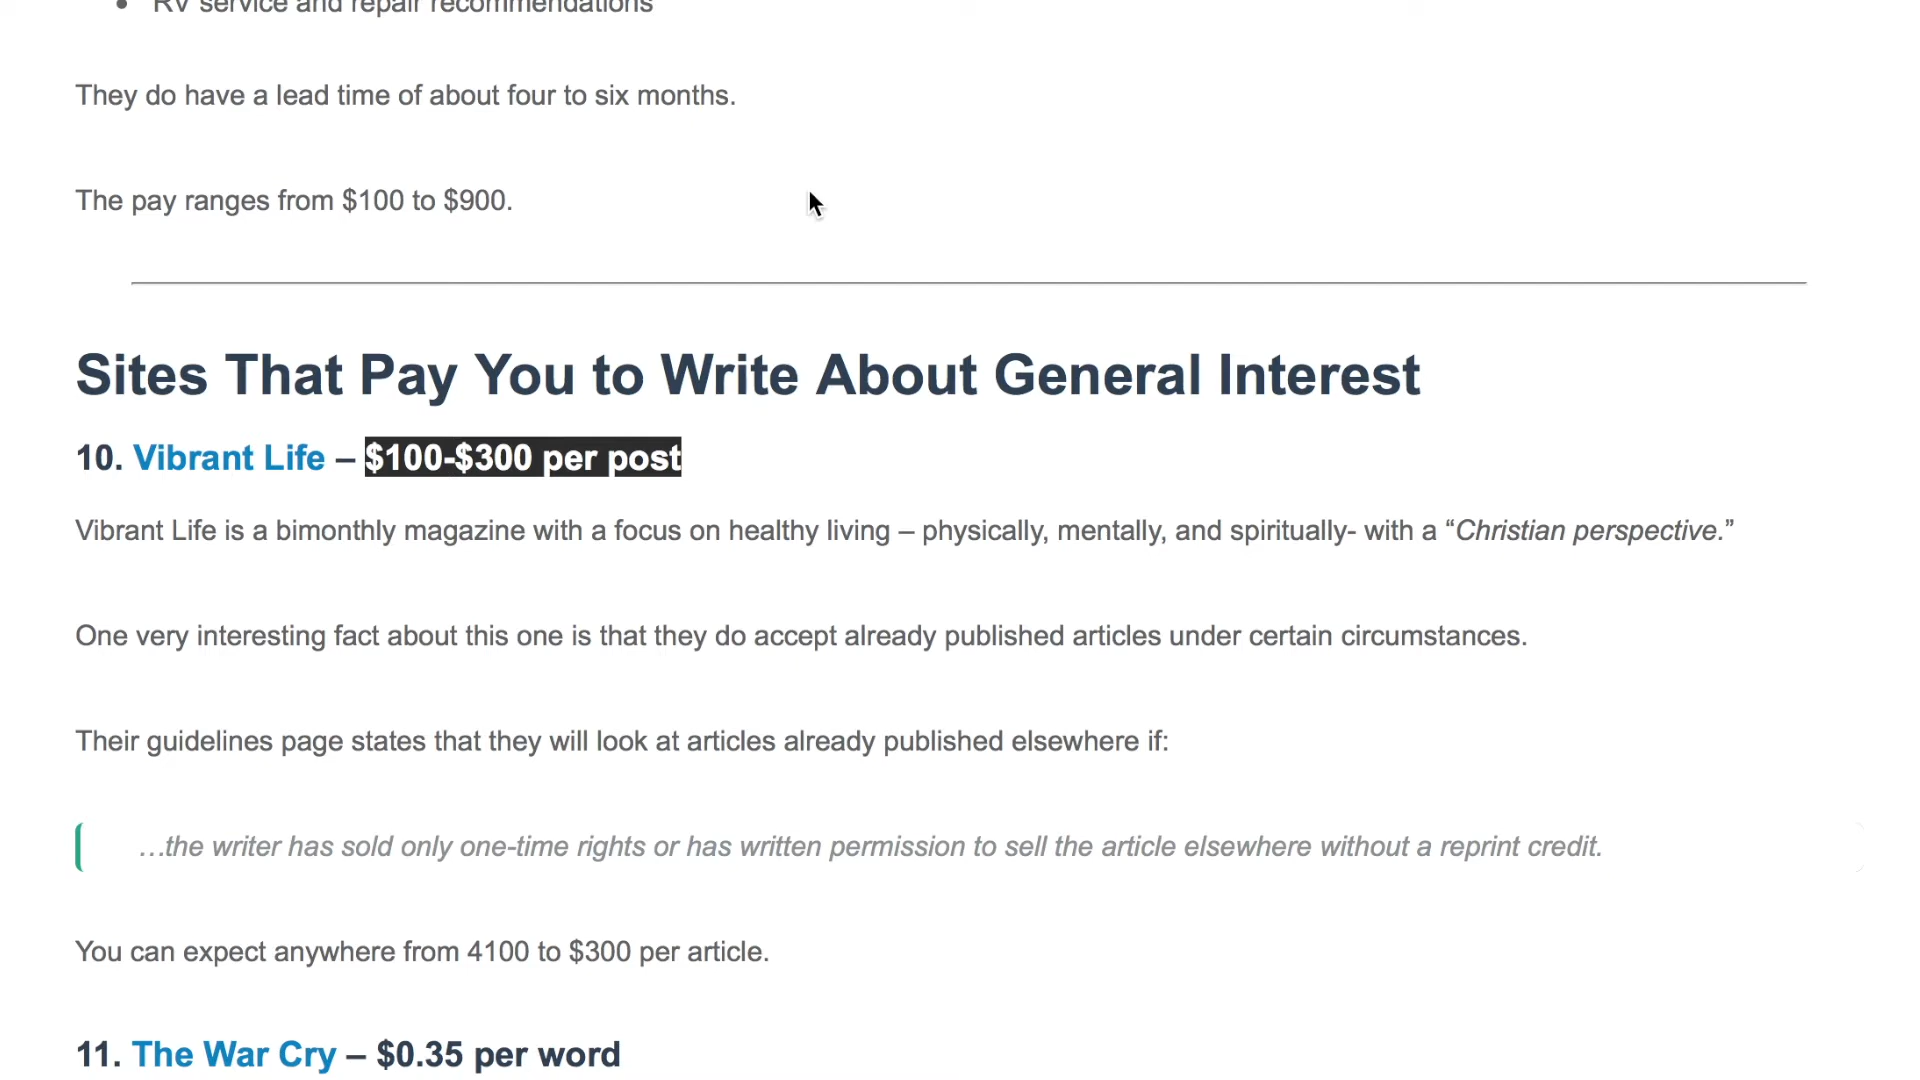 • RV service and repair recommendations
They do have a lead time of about four to six months.
The pay ranges from $100 to $900.
Sites That Pay You to Write About General Interest
10. Vibrant Life – $100-$300 per post
Vibrant Life is a bimonthly magazine with a focus on healthy living – physically, mentally, and spiritually- with a “Christian perspective.”
One very interesting fact about this one is that they do accept already published articles under certain circumstances.
Their guidelines page states that they will look at articles already published elsewhere if:
…the writer has sold only one-time rights or has written permission to sell the article elsewhere without a reprint credit.
You can expect anywhere from 4100 to $300 per article.
11. The War Cry – $0.35 per word